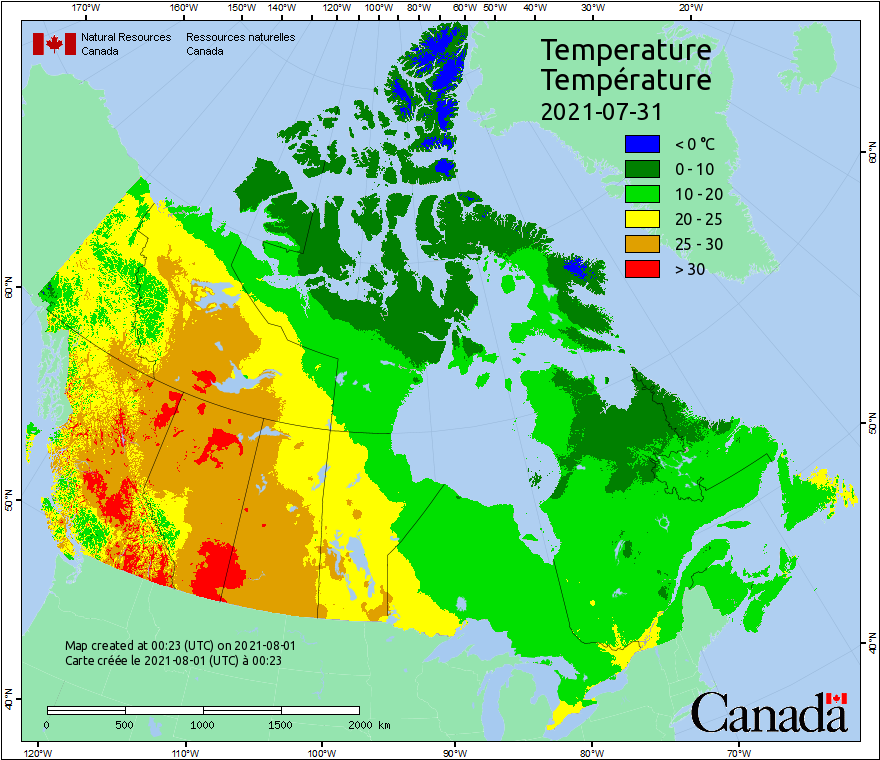 170°W 160°W 150°W 140°W 130°W 120°W 110°W 100°W 80°W 60°W 50°W 40°W 30°W 20°W
Natural Resources Ressources naturelles
Canada Canada
Temperature
Température
2021-07-31
< 0 °C
0 - 10
10 - 20
20 - 25
25 - 30
> 30
60°N
60°N
50°N
50°N
40°N
40°N
Map created at 00:23 (UTC) on 2021-08-01
Carte créée le 2021-08-01 (UTC) à 00:23
0 500 1000 1500 2000 km
Canada
120°W 110°W 100°W 90°W 80°W 70°W